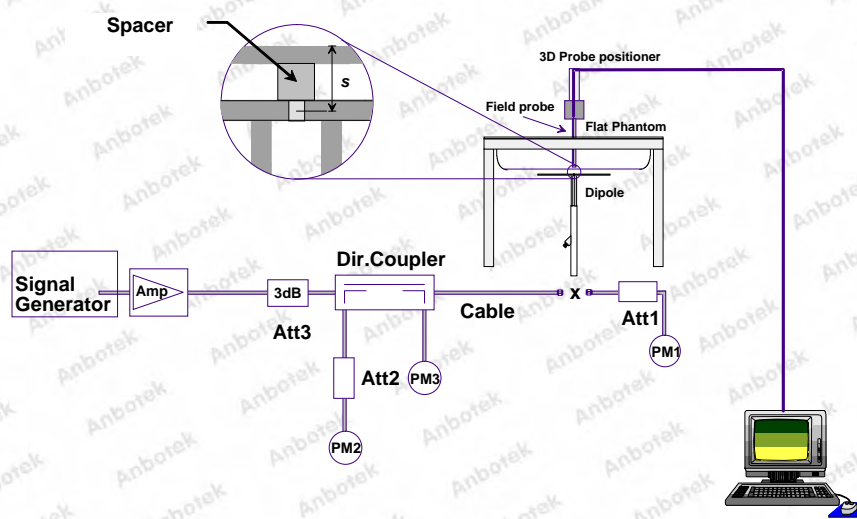 Spacer
s
3D Probe positioner
Field probe
Flat Phantom
Dipole
Dir.Coupler
Signal
Generator
Amp
3dB
x
Cable
Att3
Att1
PM1
Att2
PM3
PM2
Anbotek